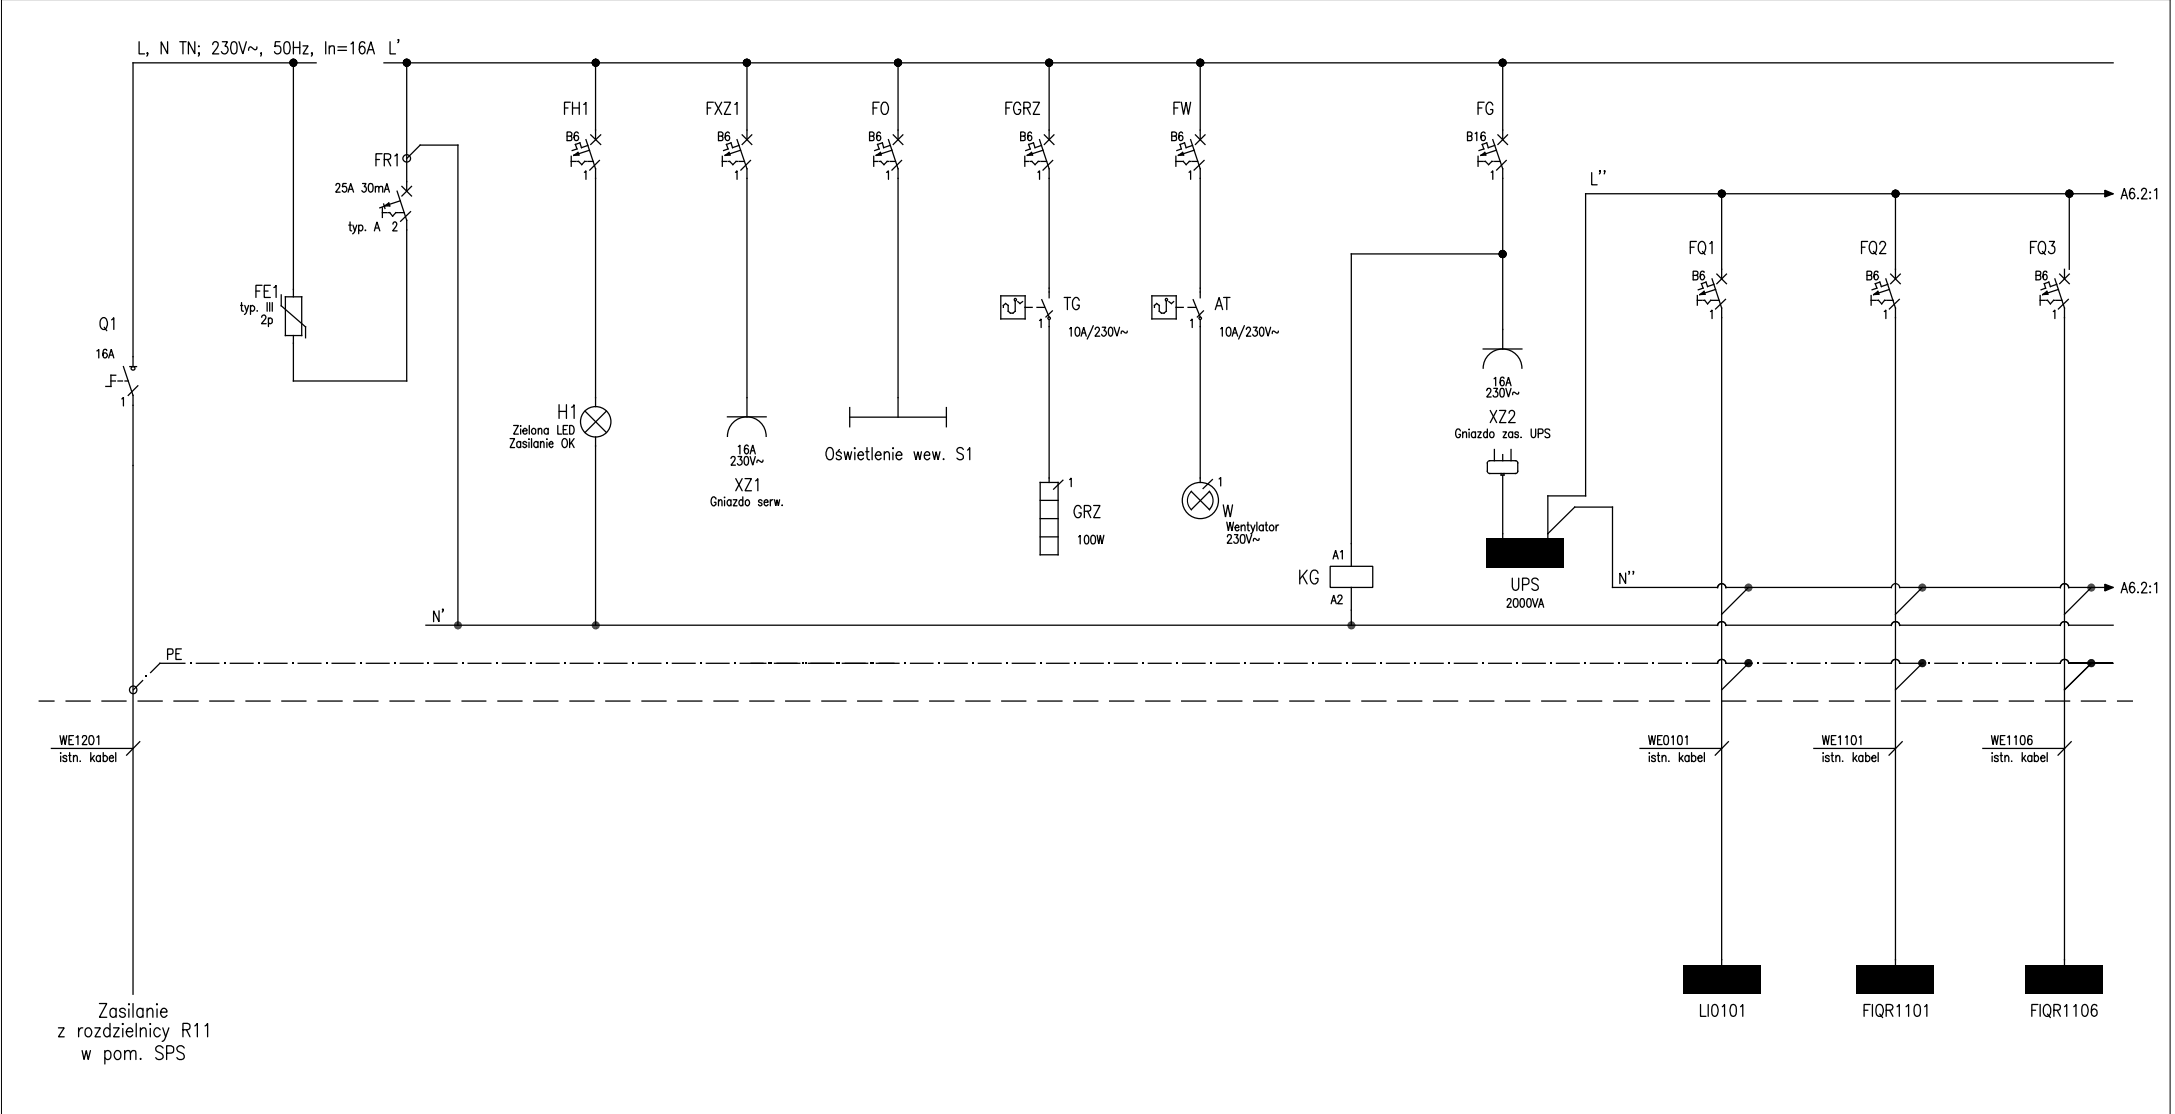 L, N TN; 230V~, 50Hz, In=16A L'
FH1
B6
1
FXZ1
B6
1
FO
B6
1
FGRZ
B6
1
FW
B6
1
FG
B16
1
FR1
25A 30mA
typ. A 2
L''
A6.2:1
FQ1
B6
1
FQ2
B6
1
FQ3
B6
1
FE1
typ. III
2p
Q1
16A
1
TG
1
10A/230V~
AT
1
10A/230V~
H1
Zielona LED
Zasilanie OK
16A
230V~
XZ1
Gniazdo serw.
Oświetlenie wew. S1
1
GRZ
100W
1
W
Wentylator
230V~
16A
230V~
XZ2
Gniazdo zas. UPS
A1
KG
A2
UPS
2000VA
N''
A6.2:1
N'
PE
WE1201
istn. kabel
WE0101
istn. kabel
WE1101
istn. kabel
WE1106
istn. kabel
Zasilanie
z rozdzielnicy R11
w pom. SPS
LI0101
FIQR1101
FIQR1106